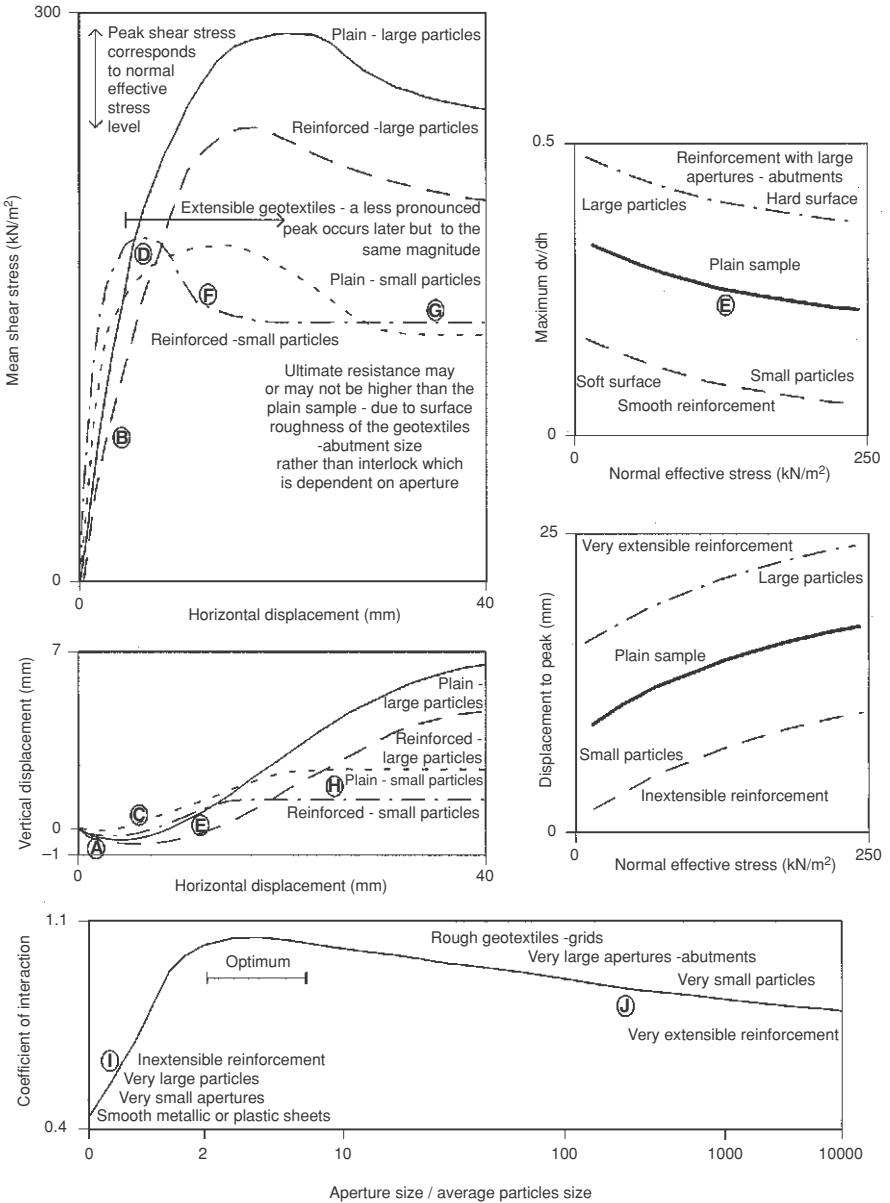 300
Peak shear stress
corresponds
to normal
effective
stress
level
Plain - large particles
Reinforced -large particles
Extensible geotextiles - a less pronounced
peak occurs later but to the
same magnitude
D
F
Plain - small particles
G
Reinforced -small particles
Ultimate resistance may
or may not be higher than the
plain sample - due to surface
roughness of the geotextiles
-abutment size
rather than interlock which
is dependent on aperture
B
Mean shear stress (kN/m²)
0
0
40
Horizontal displacement (mm)
0.5
Reinforcement with large
apertures - abutments
Large particles
Hard surface
Plain sample
E
Soft surface
Small particles
Smooth reinforcement
Maximum dv/dh
0
0
250
Normal effective stress (kN/m²)
7
Plain -
large particles
Reinforced -
large particles
Plain - small particles
H
Reinforced - small particles
C
E
A
Vertical displacement (mm)
0
–1
0
40
Horizontal displacement (mm)
25
Very extensible reinforcement
Large particles
Plain sample
Small particles
Inextensible reinforcement
Displacement to peak (mm)
0
0
250
Normal effective stress (kN/m²)
1.1
Rough geotextiles -grids
Very large apertures -abutments
Optimum
Very small particles
J
Very extensible reinforcement
I
Inextensible reinforcement
Very large particles
Very small apertures
Smooth metallic or plastic sheets
Coefficient of interaction
0.4
0
2
10
100
1000
10000
Aperture size / average particles size